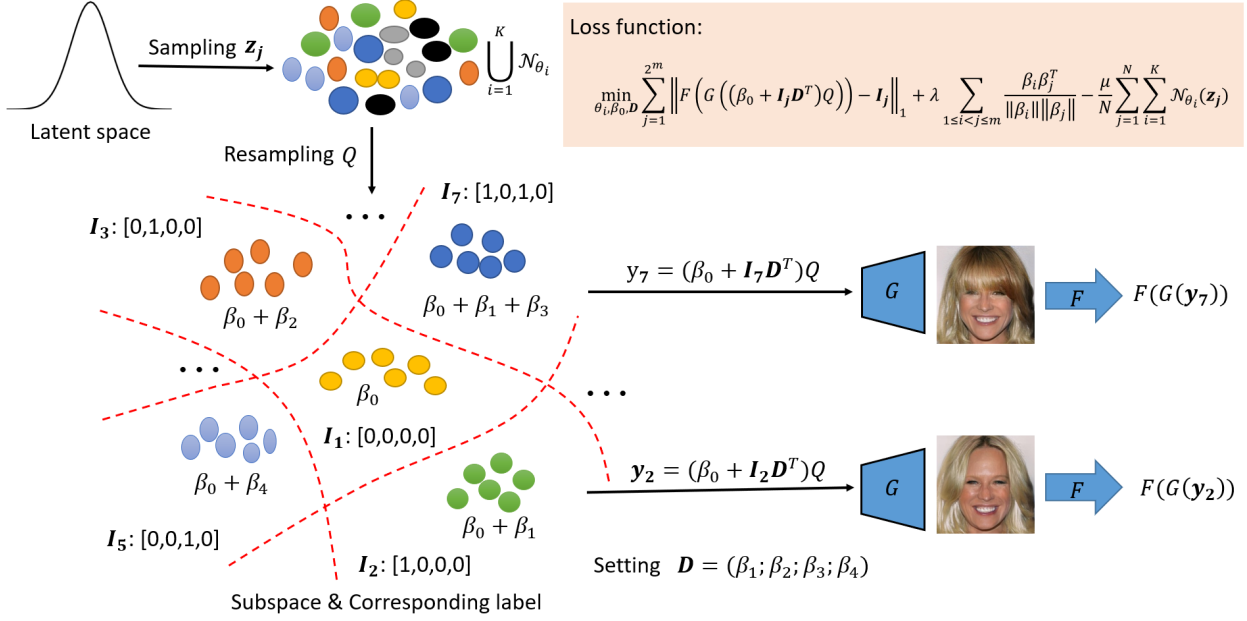 Sampling z_j
Latent space
⋃_{i=1}^{K} 𝒩_{θ_i}
Loss function:
min_{θ_i,β_0,D} ∑_{j=1}^{2^m} ‖F(G((β_0 + I_j D^T)Q)) − I_j‖_1 + λ ∑_{1≤i<j≤m} β_i β_j^T / ‖β_i‖‖β_j‖ − μ/N ∑_{j=1}^{N} ∑_{i=1}^{K} 𝒩_{θ_i}(z_j)
Resampling Q
I_3: [0,1,0,0]
...
I_7: [1,0,1,0]
β_0 + β_2
β_0 + β_1 + β_3
y_7 = (β_0 + I_7 D^T)Q
G
F
F(G(y_7))
...
β_0
...
I_1: [0,0,0,0]
β_0 + β_4
y_2 = (β_0 + I_2 D^T)Q
G
F
F(G(y_2))
β_0 + β_1
I_5: [0,0,1,0]
I_2: [1,0,0,0]
Setting D = (β_1; β_2; β_3; β_4)
Subspace & Corresponding label